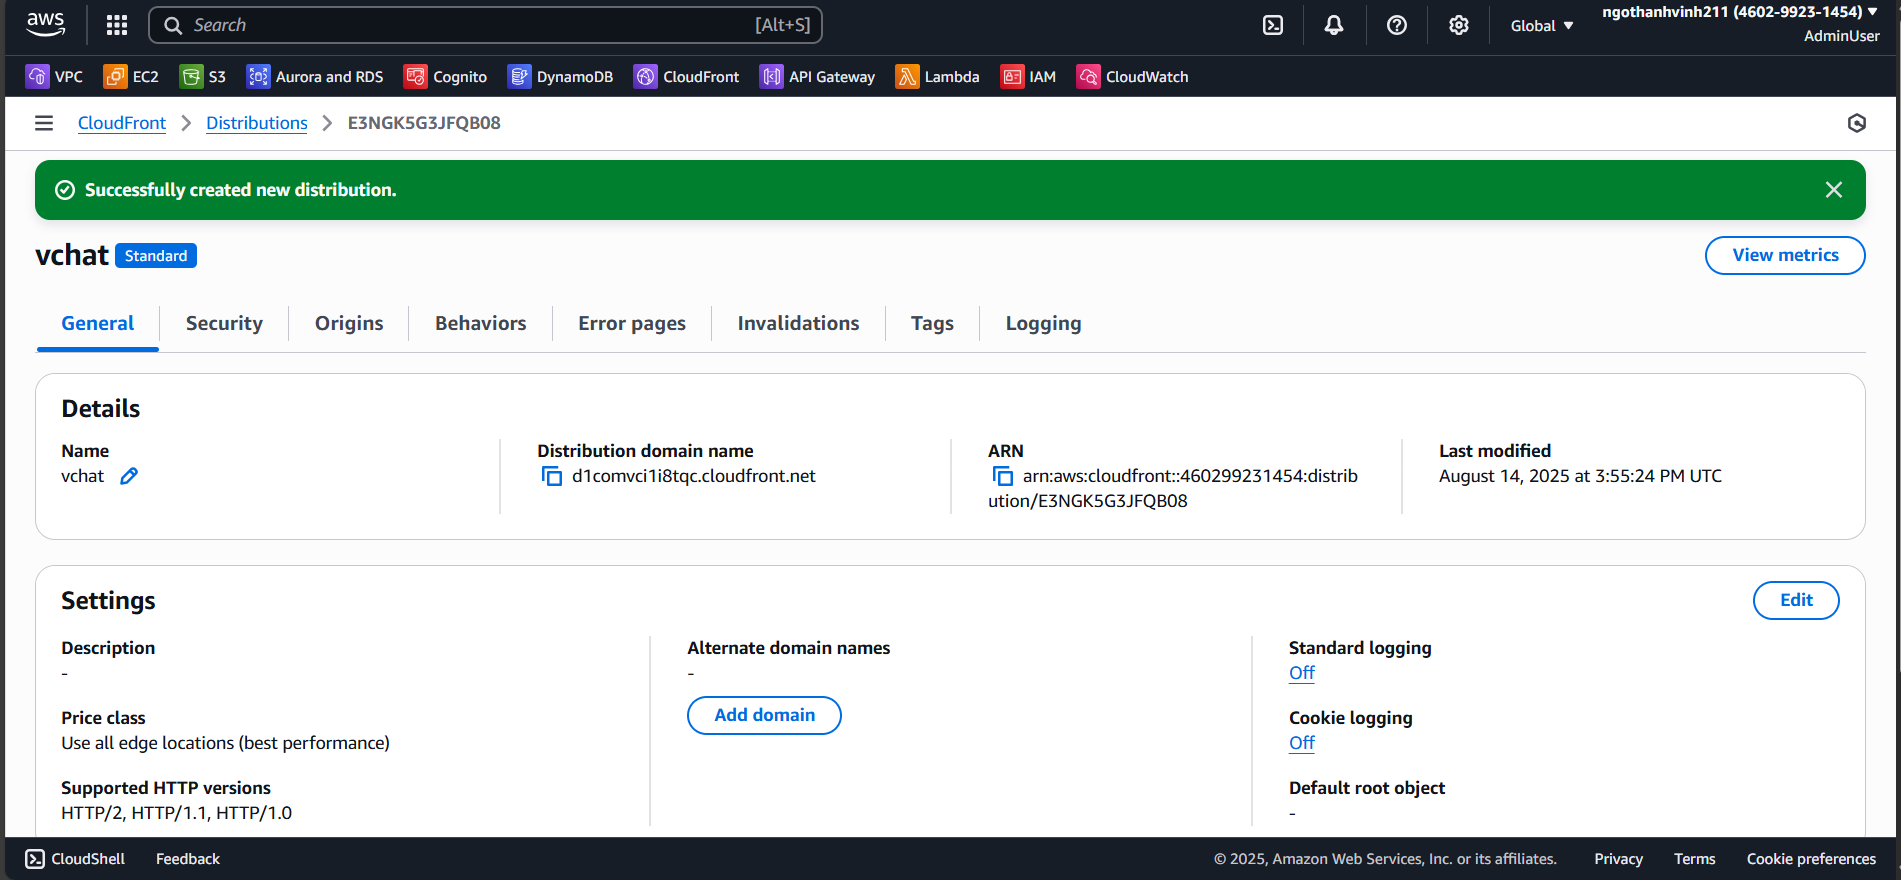 aws
Search [Alt+S]
Global
ngothanhvinh211 (4602-9923-1454)
AdminUser
VPC EC2 S3 Aurora and RDS Cognito DynamoDB CloudFront API Gateway Lambda IAM CloudWatch
CloudFront Distributions E3NGK5G3JFQB08
Successfully created new distribution.
vchat Standard View metrics
General Security Origins Behaviors Error pages Invalidations Tags Logging
Details
Name
vchat
Distribution domain name
d1comvci1i8tqc.cloudfront.net
ARN
arn:aws:cloudfront::460299231454:distrib
ution/E3NGK5G3JFQB08
Last modified
August 14, 2025 at 3:55:24 PM UTC
Settings Edit
Description
-
Price class
Use all edge locations (best performance)
Supported HTTP versions
HTTP/2, HTTP/1.1, HTTP/1.0
Alternate domain names
-
Add domain
Standard logging
Off
Cookie logging
Off
Default root object
-
CloudShell Feedback © 2025, Amazon Web Services, Inc. or its affiliates. Privacy Terms Cookie preferences